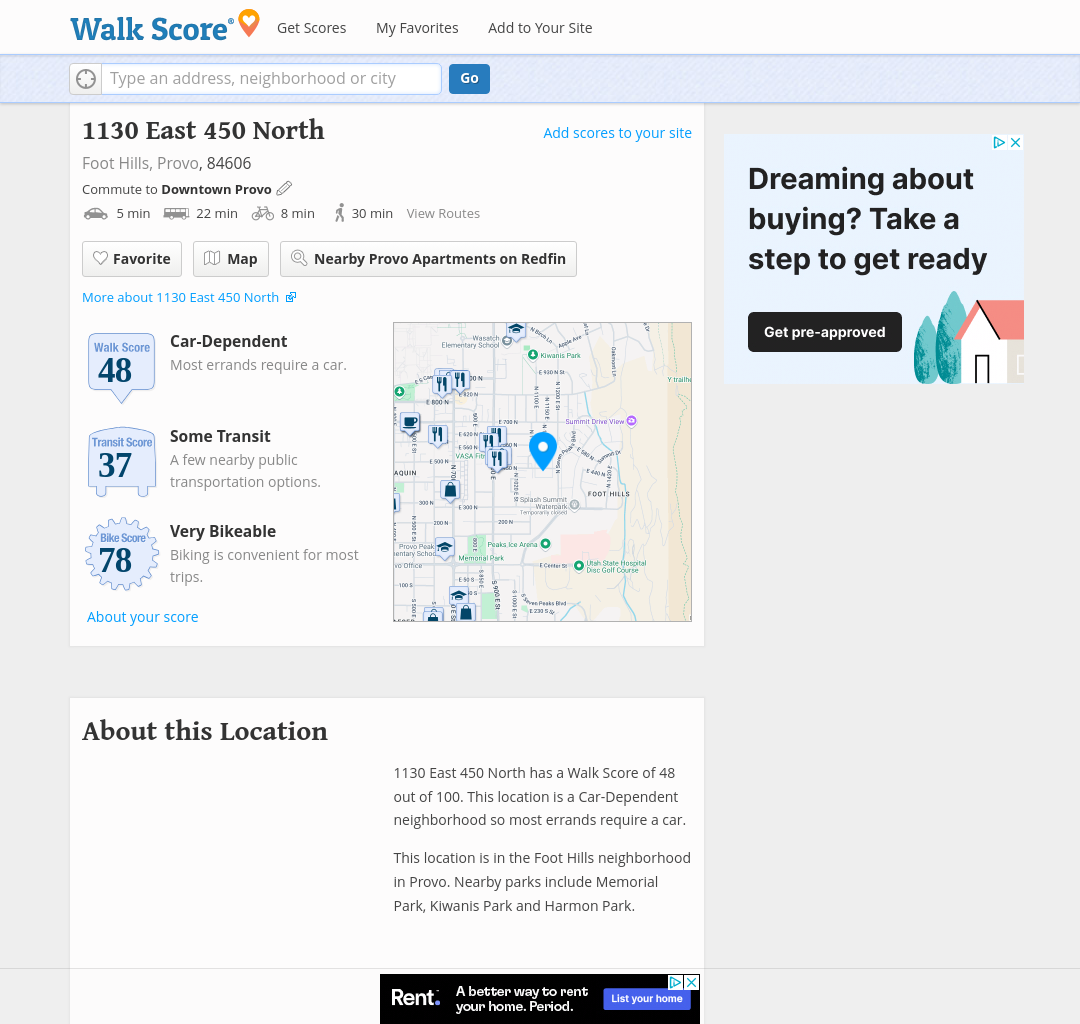 Walk Score®
Get Scores
My Favorites
Add to Your Site
Type an address, neighborhood or city
Go
1130 East 450 North
Add scores to your site
Foot Hills, Provo, 84606
Commute to Downtown Provo
5 min
22 min
8 min
30 min
View Routes
Favorite
Map
Nearby Provo Apartments on Redfin
More about 1130 East 450 North
Walk Score
48
Car-Dependent
Most errands require a car.
Transit Score
37
Some Transit
A few nearby public
transportation options.
Bike Score
78
Very Bikeable
Biking is convenient for most
trips.
About your score
Wasatch
Elementary School
Kiwanis Park
E 930 N
E 820 N
E 800 N
E 700 N
Summit Drive View
E 620 N
E 560 N
E 500 N
AQUIN
E 580 N
E 440 N
FOOT HILLS
Splash Summit
Waterpark
Temporarily closed
300 N
E 300 N
200 N
200 N
Peaks Ice Arena
Memorial Park
E Center St
Utah State Hospital
Disc Golf Course
E 50 S
S 900 E St
E Seven Peaks Blvd
E 230 S
Dreaming about
buying? Take a
step to get ready
Get pre-approved
About this Location
1130 East 450 North has a Walk Score of 48
out of 100. This location is a Car-Dependent
neighborhood so most errands require a car.
This location is in the Foot Hills neighborhood
in Provo. Nearby parks include Memorial
Park, Kiwanis Park and Harmon Park.
Rent.
A better way to rent
your home. Period.
List your home